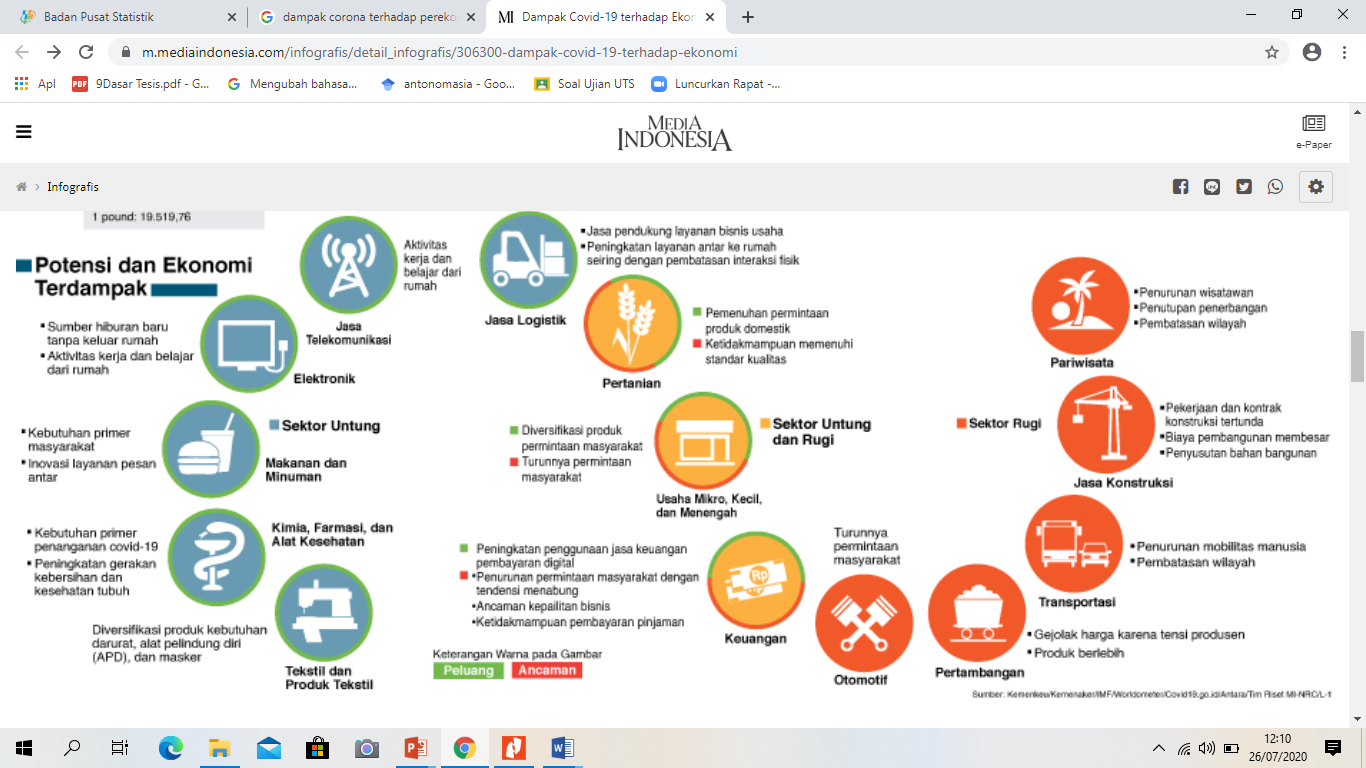 Badan Pusat Statistik
dampak corona terhadap pereko
Dampak Covid-19 terhadap Ekon
m.mediaindonesia.com/infografis/detail_infografis/306300-dampak-covid-19-terhadap-ekonomi
Apl
9Dasar Tesis.pdf - G...
Mengubah bahasa...
antonomasia - Goo...
Soal Ujian UTS
Luncurkan Rapat -...
MEDIA
INDONESIA
e-Paper
Infografis
1 pound: 19.519,76
Potensi dan Ekonomi
Terdampak
Aktivitas
kerja dan
belajar dari
rumah
Jasa
Telekomunikasi
Sumber hiburan baru
tanpa keluar rumah
Aktivitas kerja dan belajar
dari rumah
Elektronik
Sektor Untung
Kebutuhan primer
masyarakat
Inovasi layanan pesan
antar
Makanan dan
Minuman
Kebutuhan primer
penanganan covid-19
Peningkatan gerakan
kebersihan dan
kesehatan tubuh
Kimia, Farmasi, dan
Alat Kesehatan
Diversifikasi produk kebutuhan
darurat, alat pelindung diri
(APD), dan masker
Tekstil dan
Produk Tekstil
Jasa pendukung layanan bisnis usaha
Peningkatan layanan antar ke rumah
seiring dengan pembatasan interaksi fisik
Jasa Logistik
Pemenuhan permintaan
produk domestik
Ketidakmampuan memenuhi
standar kualitas
Pertanian
Sektor Untung
dan Rugi
Diversifikasi produk
permintaan masyarakat
Turunnya permintaan
masyarakat
Usaha Mikro, Kecil,
dan Menengah
Peningkatan penggunaan jasa keuangan
pembayaran digital
Penurunan permintaan masyarakat dengan
tendensi menabung
Ancaman kepailitan bisnis
Ketidakmampuan pembayaran pinjaman
Rp
Keuangan
Keterangan Warna pada Gambar
Peluang
Ancaman
Sektor Rugi
Penurunan wisatawan
Penutupan penerbangan
Pembatasan wilayah
Pariwisata
Pekerjaan dan kontrak
konstruksi tertunda
Biaya pembangunan membesar
Penyusutan bahan bangunan
Jasa Konstruksi
Penurunan mobilitas manusia
Pembatasan wilayah
Transportasi
Gejolak harga karena tensi produsen
Produk berlebih
Pertambangan
Turunnya
permintaan
masyarakat
Otomotif
Sumber: Kemenkeu/Kemenaker/IMF/Worldometer/Covid19.go.id/Antara/Tim Riset MI-NRC/L-1
12:10
26/07/2020